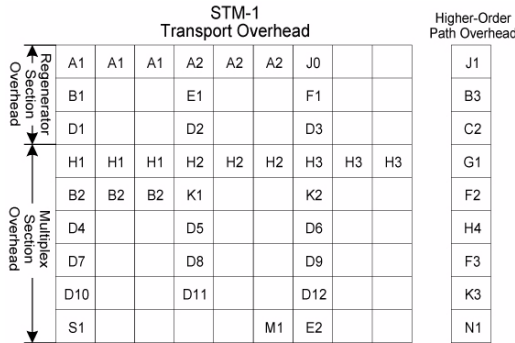 STM-1
Transport Overhead
Higher-Order
Path Overhead
Regenerator
Section
Overhead
A1 A1 A1 A2 A2 A2 J0
J1
B1 E1 F1
B3
D1 D2 D3
C2
Multiplex
Section
Overhead
H1 H1 H1 H2 H2 H2 H3 H3 H3
G1
B2 B2 B2 K1 K2
F2
D4 D5 D6
H4
D7 D8 D9
F3
D10 D11 D12
K3
S1 M1 E2
N1